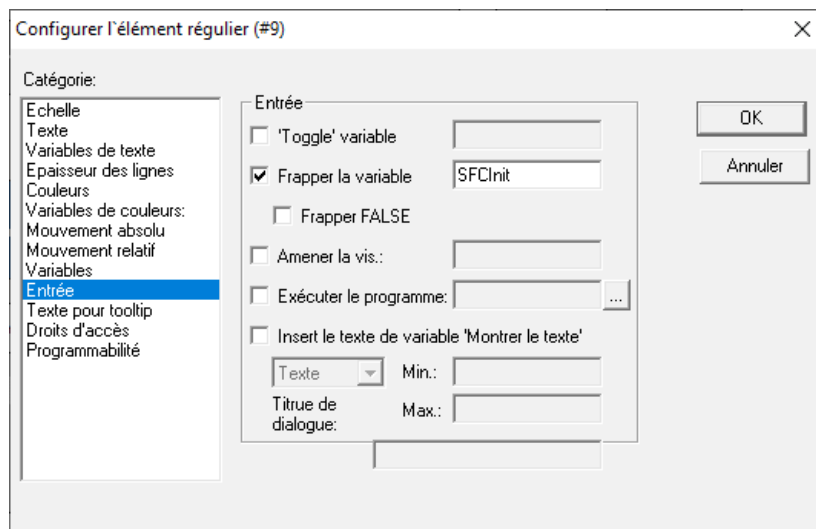 Configurer l`élément régulier (#9)
Catégorie:
Echelle
Texte
Variables de texte
Epaisseur des lignes
Couleurs
Variables de couleurs:
Mouvement absolu
Mouvement relatif
Variables
Entrée
Texte pour tooltip
Droits d'accès
Programmabilité
Entrée
'Toggle' variable
Frapper la variable SFCInit
Frapper FALSE
Amener la vis.:
Exécuter le programme: ...
Insert le texte de variable 'Montrer le texte'
Texte Min.:
Titrue de dialogue: Max.:
OK
Annuler